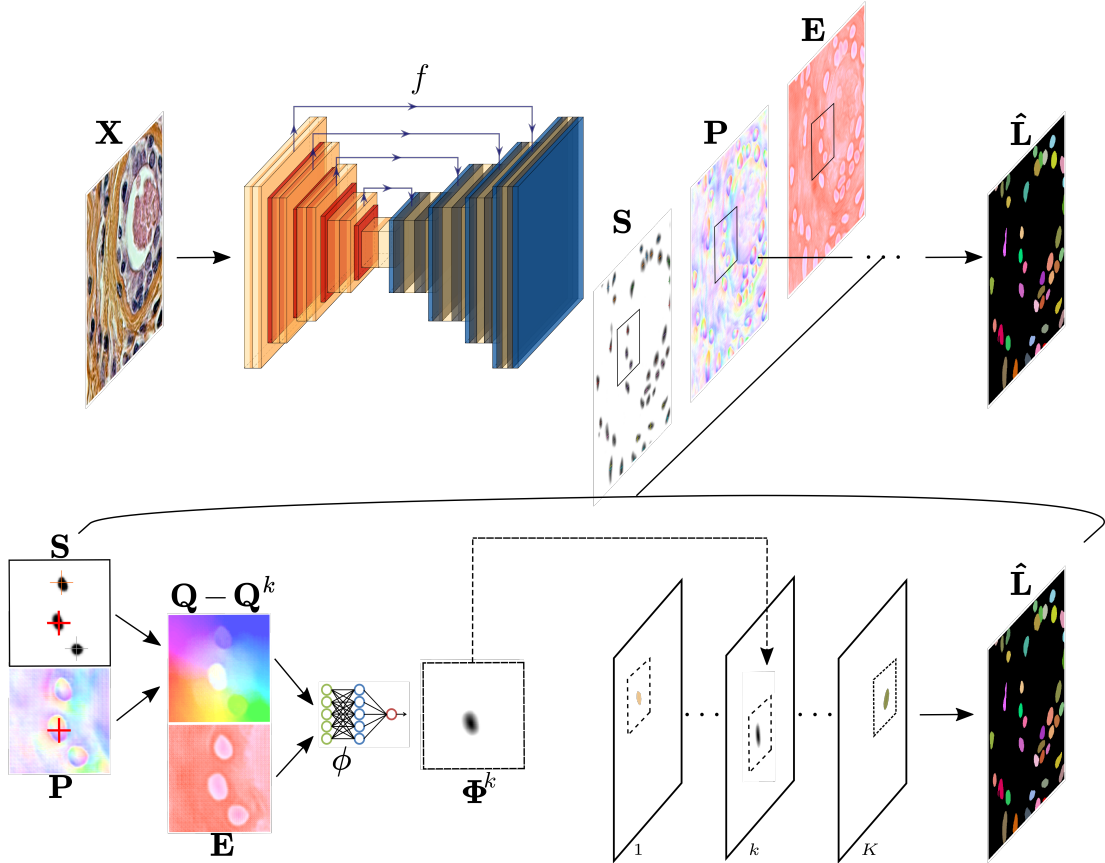 f
X
E
P
S
L̂
. . . .
S
Q − Q^k
P
E
ϕ
Φ^k
. . .
. . .
1
k
K
L̂